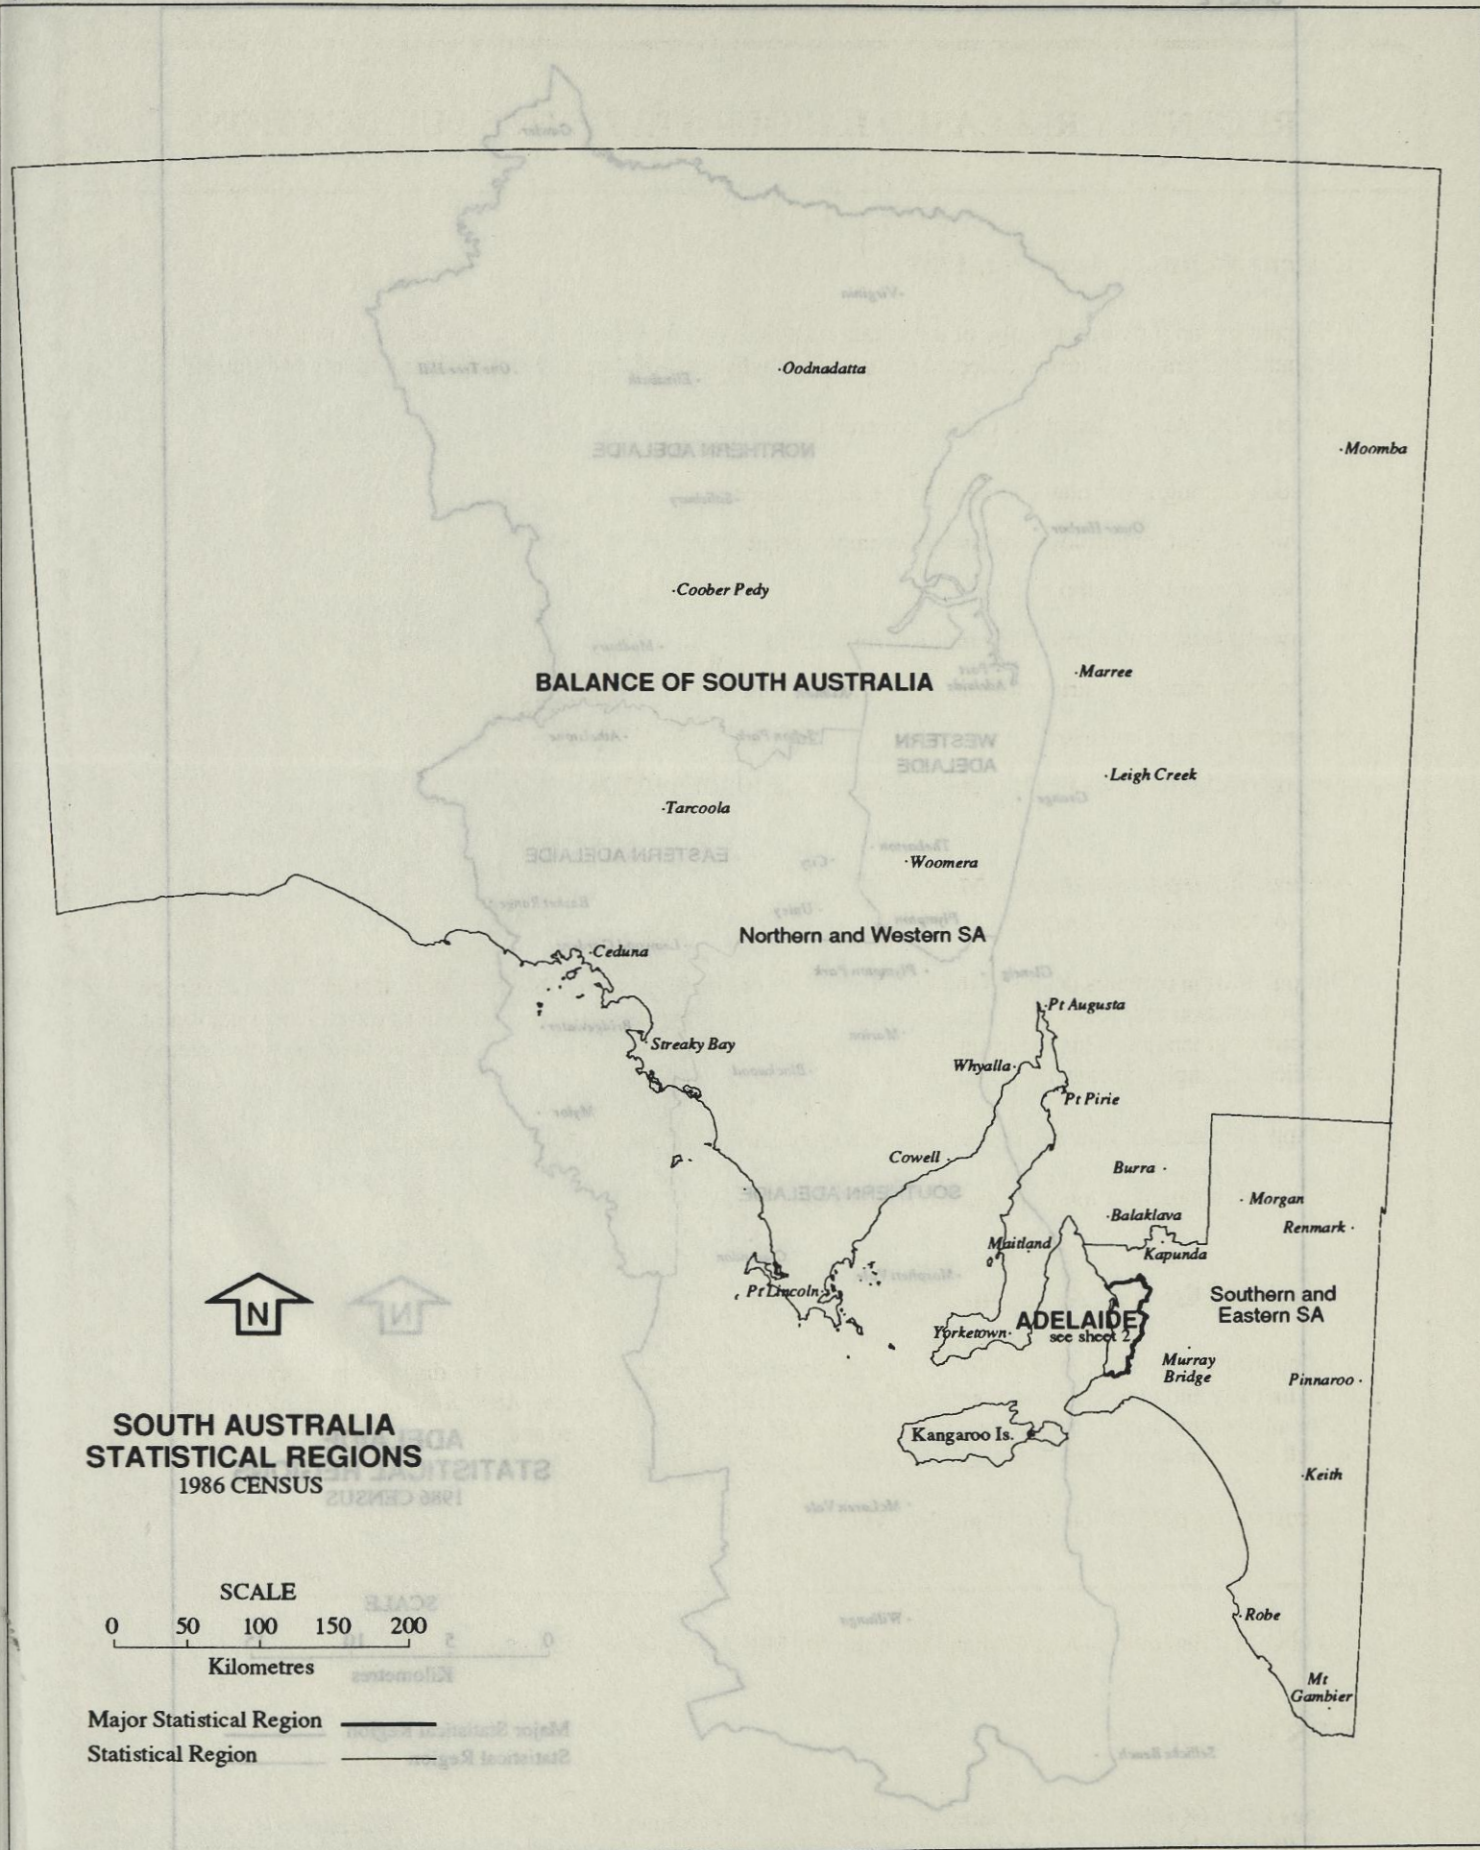 ·Oodnadatta
·Moomba
·Coober Pedy
BALANCE OF SOUTH AUSTRALIA
·Marree
·Leigh Creek
·Tarcoola
·Woomera
Northern and Western SA
·Ceduna
·Pt Augusta
Streaky Bay
Whyalla·
Pt Pirie
Cowell ·
Burra ·
· Morgan
·Balaklava
Renmark ·
Maitland
Kapunda
Pt Lincoln·
Southern and
Eastern SA
ADELAIDE
see sheet 2
Yorketown·
Murray
Bridge
Pinnaroo ·
Kangaroo Is.
·Keith
·Robe
Mt
Gambier
N
SOUTH AUSTRALIA
STATISTICAL REGIONS
1986 CENSUS
SCALE
0 50 100 150 200
Kilometres
Major Statistical Region
Statistical Region